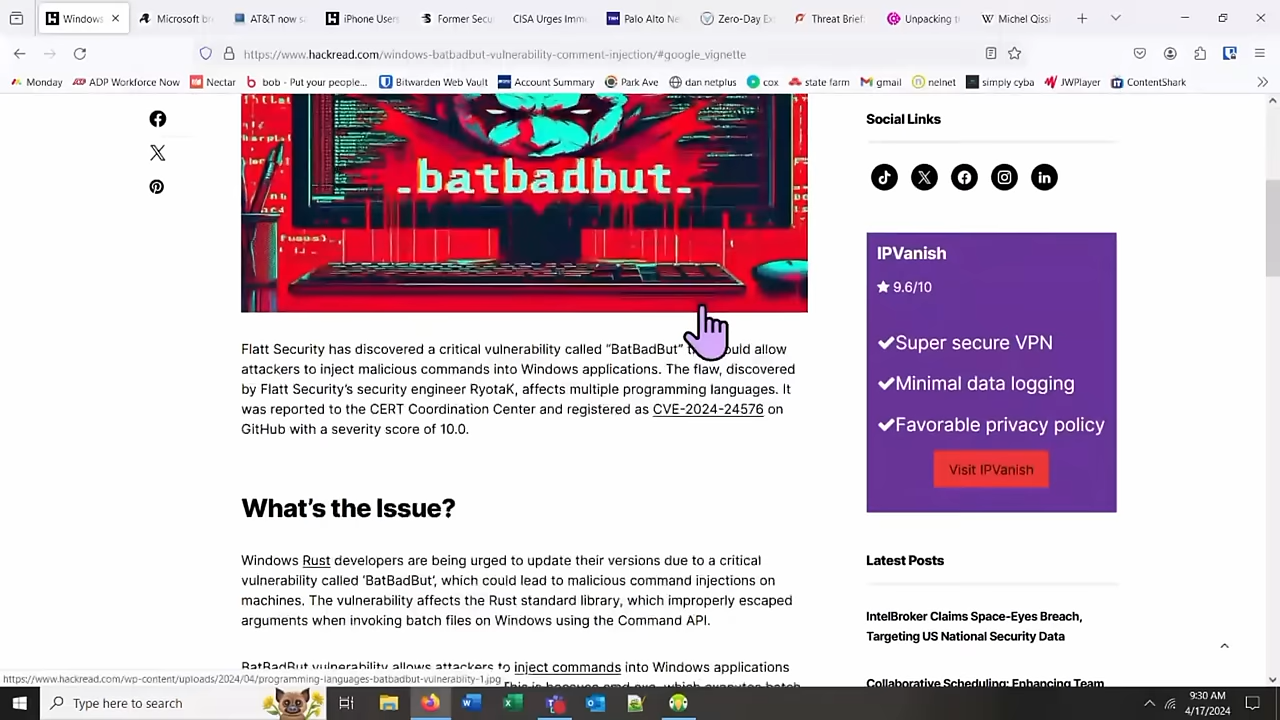 Windows
Microsoft br
AT&T now s
iPhone Users
Former Secu
CISA Urges Imm
Palo Alto Ne
Zero-Day Ex
Threat Brief:
Unpacking t
Michel Qissi
https://www.hackread.com/windows-batbadbut-vulnerability-comment-injection/#google_vignette
Monday
ADP Workforce Now
Nectar
bob - Put your peop...
Bitwarden Web Vault
Account Summary
Park Ave
dan netplus
cox
state farm
gmail
nelnet
simply cyba
JWPlayer
ContentShark
.batbadbut.
Flatt Security has discovered a critical vulnerability called “BatBadBut” could allow
attackers to inject malicious commands into Windows applications. The flaw, discovered
by Flatt Security’s security engineer RyotaK, affects multiple programming languages. It
was reported to the CERT Coordination Center and registered as CVE-2024-24576 on
GitHub with a severity score of 10.0.
What’s the Issue?
Windows Rust developers are being urged to update their versions due to a critical
vulnerability called ‘BatBadBut’, which could lead to malicious command injections on
machines. The vulnerability affects the Rust standard library, which improperly escaped
arguments when invoking batch files on Windows using the Command API.
BatBadBut vulnerability allows attackers to inject commands into Windows applications
Social Links
IPVanish
9.6/10
Super secure VPN
Minimal data logging
Favorable privacy policy
Visit IPVanish
Latest Posts
IntelBroker Claims Space-Eyes Breach,
Targeting US National Security Data
Collaborative Scheduling: Enhancing Team
https://www.hackread.com/wp-content/uploads/2024/04/programming-languages-batbadbut-vulnerablity-1.jpg
Type here to search
9:30 AM
4/17/2024